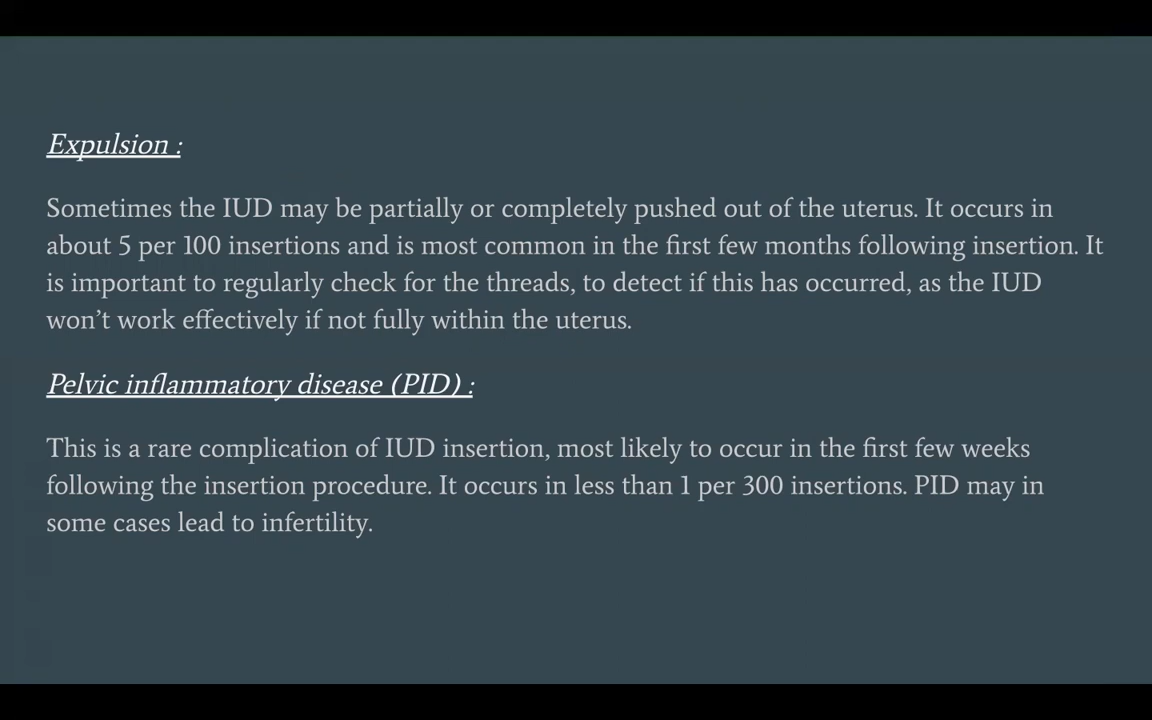 Expulsion :
Sometimes the IUD may be partially or completely pushed out of the uterus. It occurs in
about 5 per 100 insertions and is most common in the first few months following insertion. It
is important to regularly check for the threads, to detect if this has occurred, as the IUD
won’t work effectively if not fully within the uterus.
Pelvic inflammatory disease (PID) :
This is a rare complication of IUD insertion, most likely to occur in the first few weeks
following the insertion procedure. It occurs in less than 1 per 300 insertions. PID may in
some cases lead to infertility.